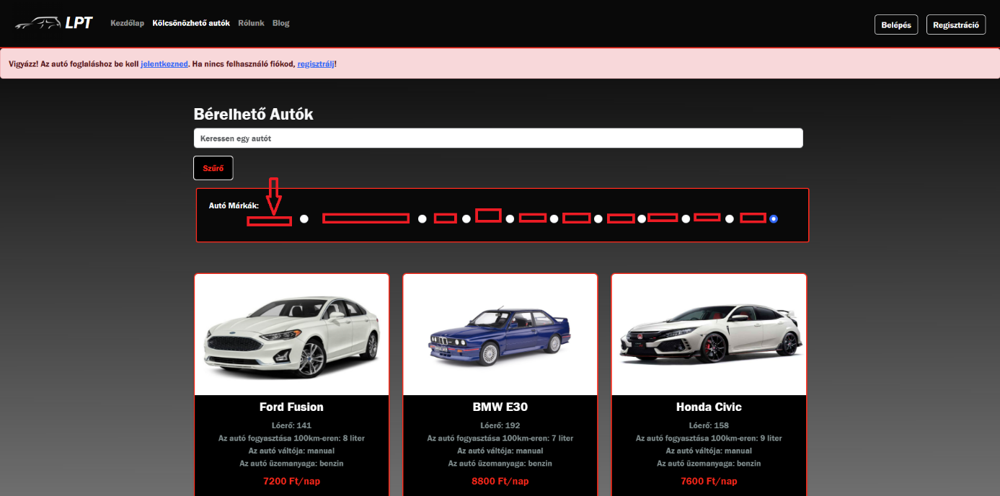 LPT
Kezdőlap
Kölcsönözhető autók
Rólunk
Blog
Belépés
Regisztráció
Vigyázz! Az autó foglaláshoz be kell jelentkezned. Ha nincs felhasználó fiókod, regisztrálj!
Bérelhető Autók
Keressen egy autót
Szűrő
Autó Márkák:
Ford Fusion
Lóerő: 141
Az autó fogyasztása 100km-eren: 8 liter
Az autó váltója: manual
Az autó üzemanyaga: benzin
7200 Ft/nap
BMW E30
Lóerő: 192
Az autó fogyasztása 100km-eren: 7 liter
Az autó váltója: manual
Az autó üzemanyaga: benzin
8800 Ft/nap
Honda Civic
Lóerő: 158
Az autó fogyasztása 100km-eren: 9 liter
Az autó váltója: manual
Az autó üzemanyaga: benzin
7600 Ft/nap